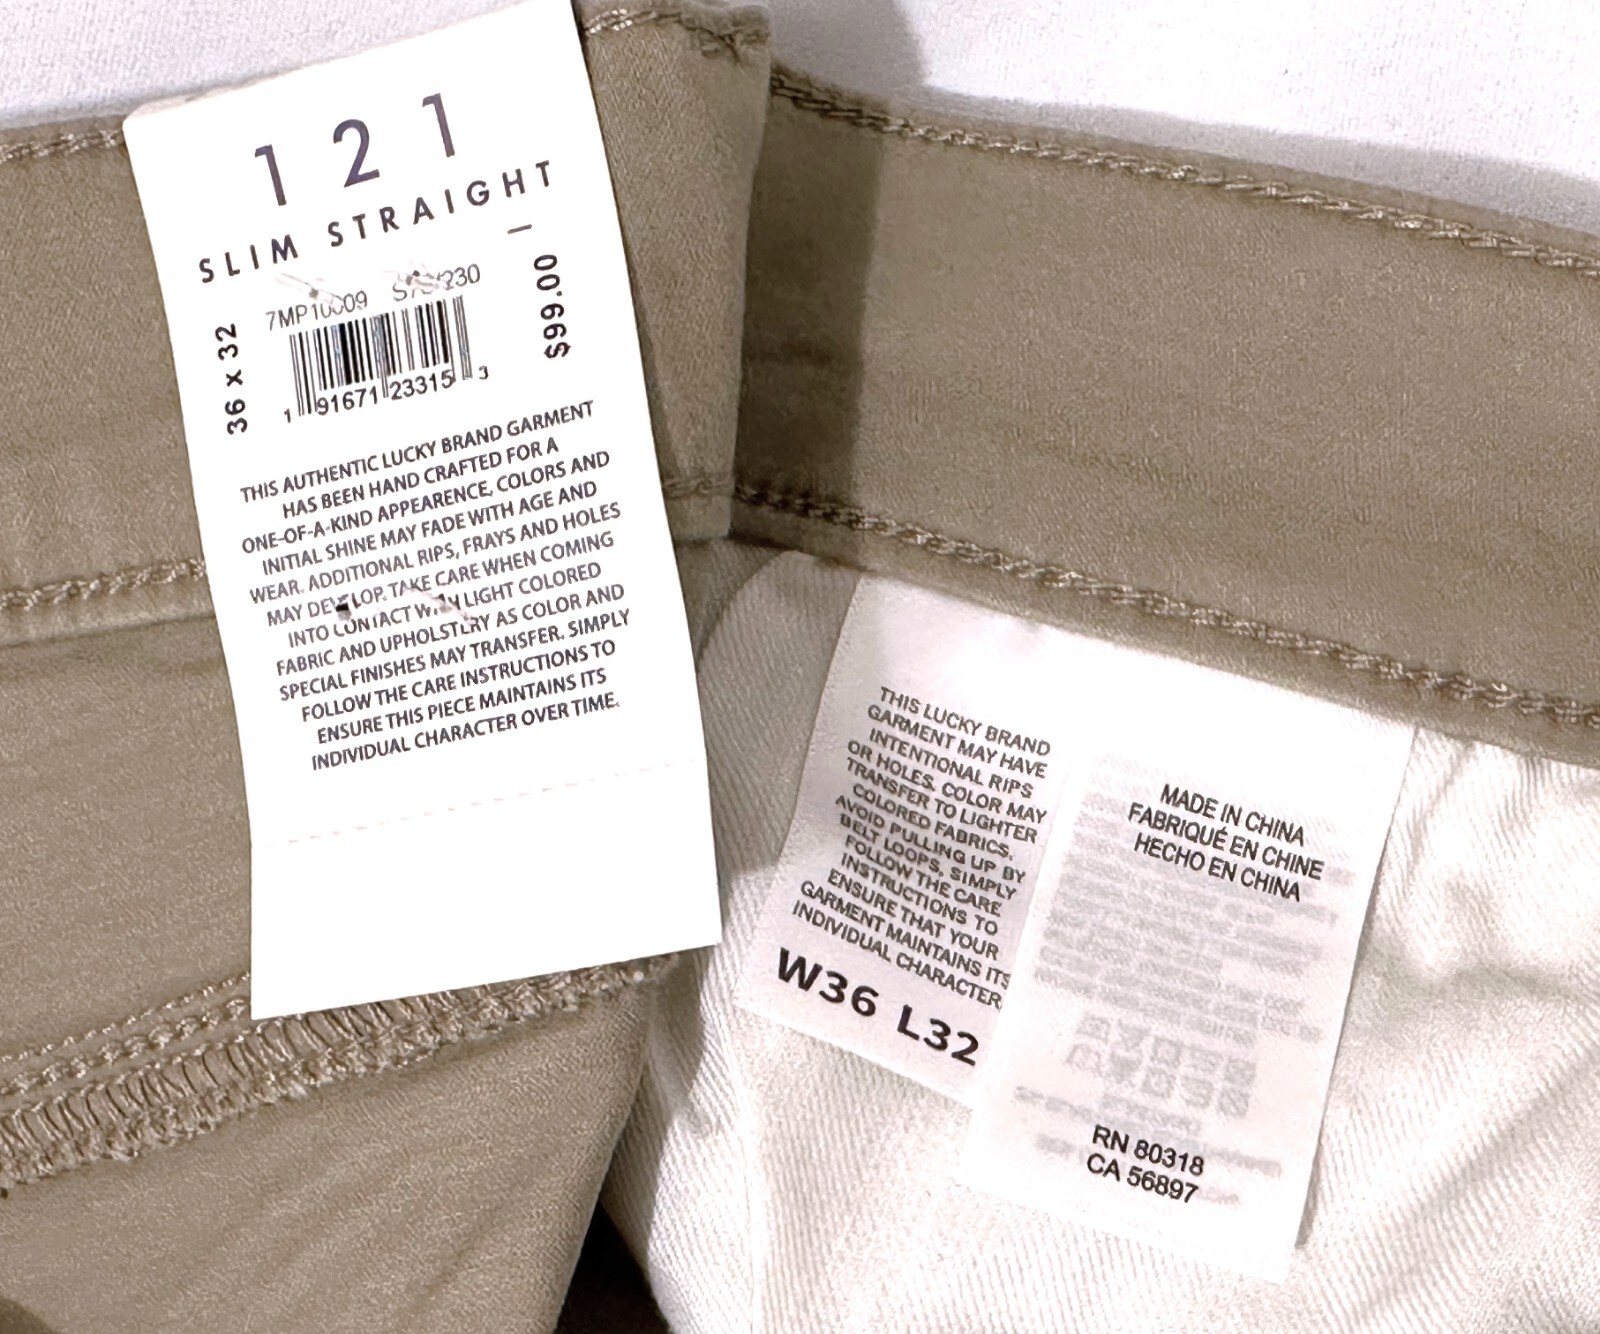 1 2 1
SLIM STRAIGHT
36 X 32
$99.00
1 91671 23315 3
THIS AUTHENTIC LUCKY BRAND GARMENT
HAS BEEN HAND CRAFTED FOR A
ONE-OF-A-KIND APPEARENCE, COLORS AND
INITIAL SHINE MAY FADE WITH AGE AND
WEAR. ADDITIONAL RIPS, FRAYS AND HOLES
MAY DEVELOP. TAKE CARE WHEN COMING
INTO CONTACT WITH LIGHT COLORED
FABRIC AND UPHOLSTERY AS COLOR AND
SPECIAL FINISHES MAY TRANSFER. SIMPLY
FOLLOW THE CARE INSTRUCTIONS TO
ENSURE THIS PIECE MAINTAINS ITS
INDIVIDUAL CHARACTER OVER TIME.
THIS LUCKY BRAND
GARMENT MAY HAVE
INTENTIONAL RIPS
OR HOLES. COLOR MAY
TRANSFER TO LIGHTER
COLORED FABRICS.
AVOID PULLING UP BY
BELT LOOPS, SIMPLY
FOLLOW THE CARE
INSTRUCTIONS TO
ENSURE THAT YOUR
GARMENT MAINTAINS ITS
INDIVIDUAL CHARACTER
W36 L32
MADE IN CHINA
FABRIQUÉ EN CHINE
HECHO EN CHINA
RN 80318
CA 56897